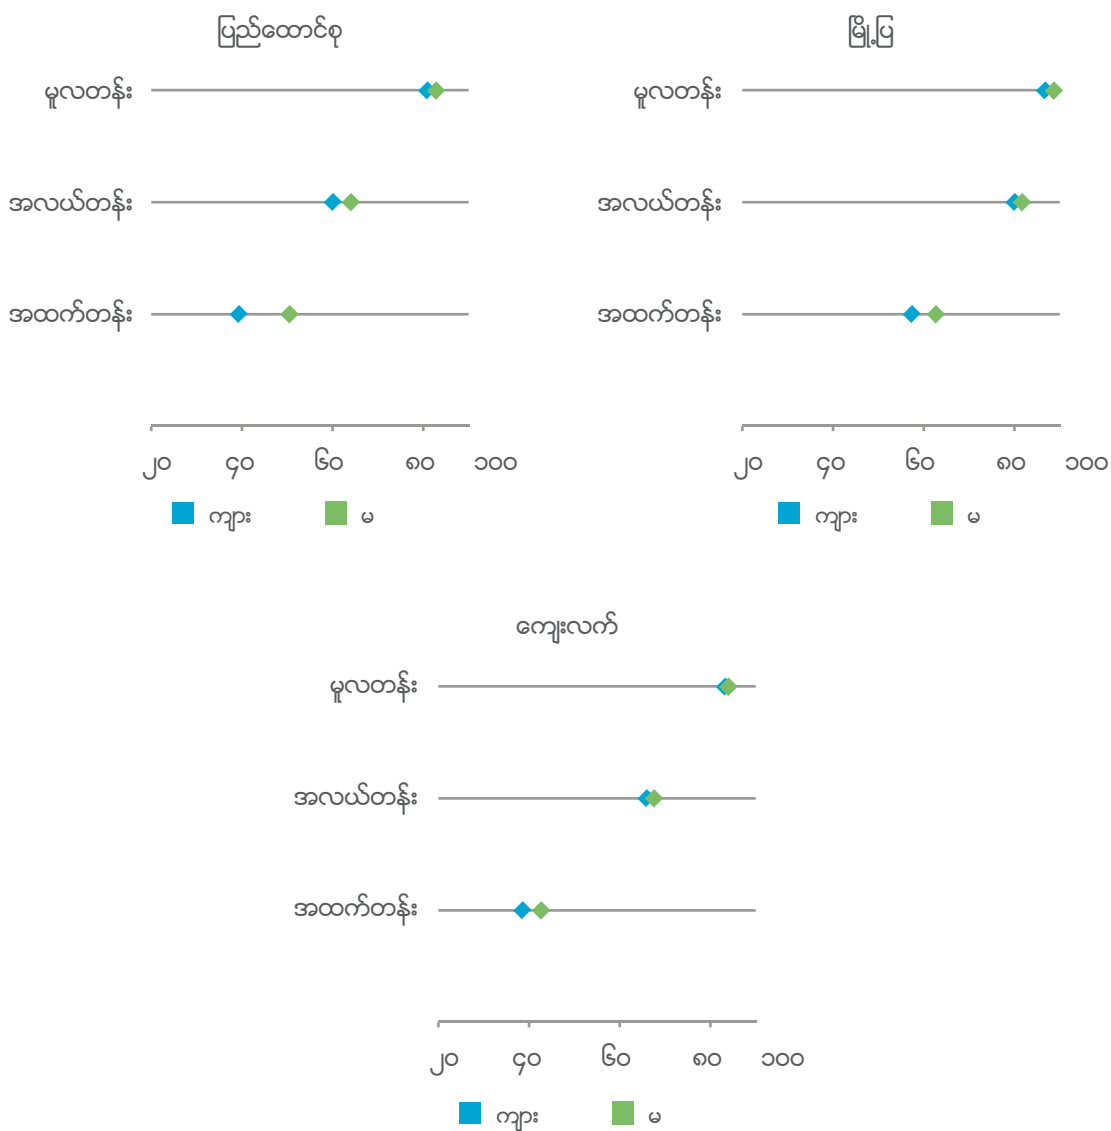 ပြည်ထောင်စု
မူလတန်း
အလယ်တန်း
အထက်တန်း
၂၀ ၄၀ ၆၀ ၈၀ ၁၀၀
ကျား မ
မြို့ပြ
မူလတန်း
အလယ်တန်း
အထက်တန်း
၂၀ ၄၀ ၆၀ ၈၀ ၁၀၀
ကျား မ
ကျေးလက်
မူလတန်း
အလယ်တန်း
အထက်တန်း
၂၀ ၄၀ ၆၀ ၈၀ ၁၀၀
ကျား မ